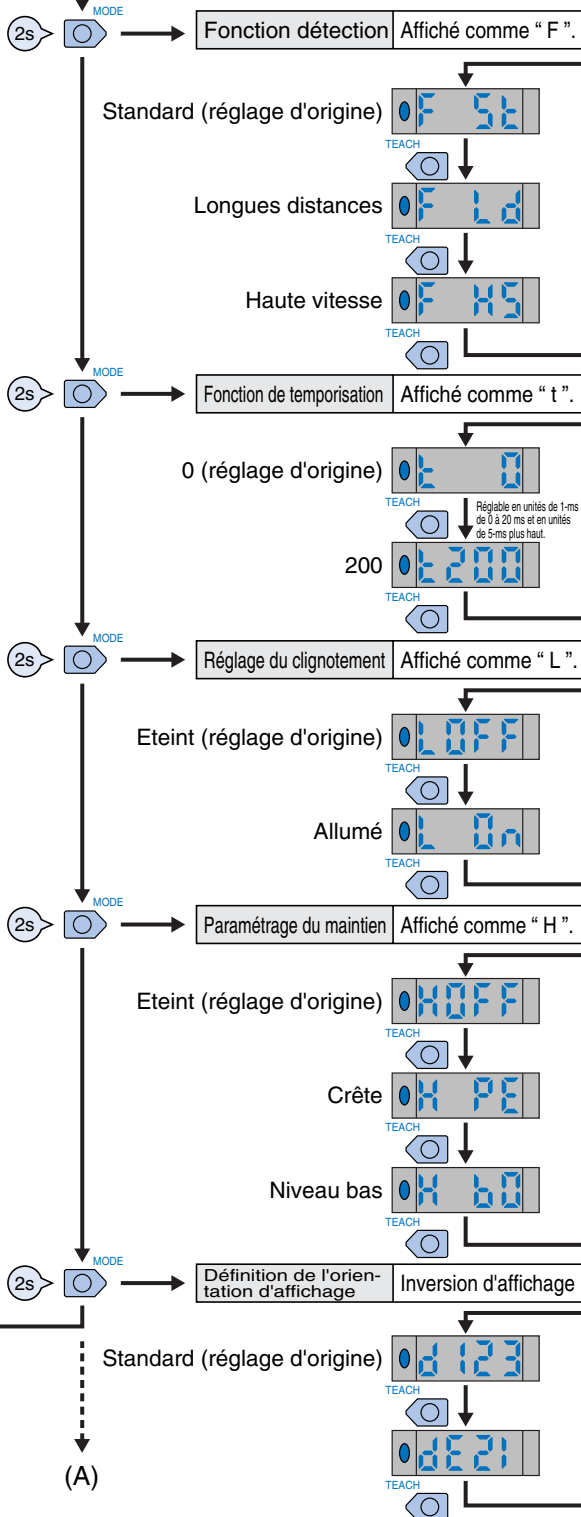 MODE
2s
Fonction détection Affiché comme “ F ”.
Standard (réglage d'origine) F St
TEACH
Longues distances F Ld
TEACH
Haute vitesse F HS
TEACH
MODE
2s
Fonction de temporisation Affiché comme “ t ”.
0 (réglage d'origine) t 0
TEACH
Réglable en unités de 1-ms
de 0 à 20 ms et en unités
de 5-ms plus haut.
200 t200
TEACH
MODE
2s
Réglage du clignotement Affiché comme “ L ”.
Eteint (réglage d'origine) LOFF
TEACH
Allumé L On
TEACH
MODE
2s
Paramétrage du maintien Affiché comme “ H ”.
Eteint (réglage d'origine) HOFF
TEACH
Crête H PE
TEACH
Niveau bas H b0
TEACH
MODE
2s
Définition de l'orien-
tation d'affichage
Inversion d'affichage
Standard (réglage d'origine) d 123
TEACH
dE21
TEACH
(A)